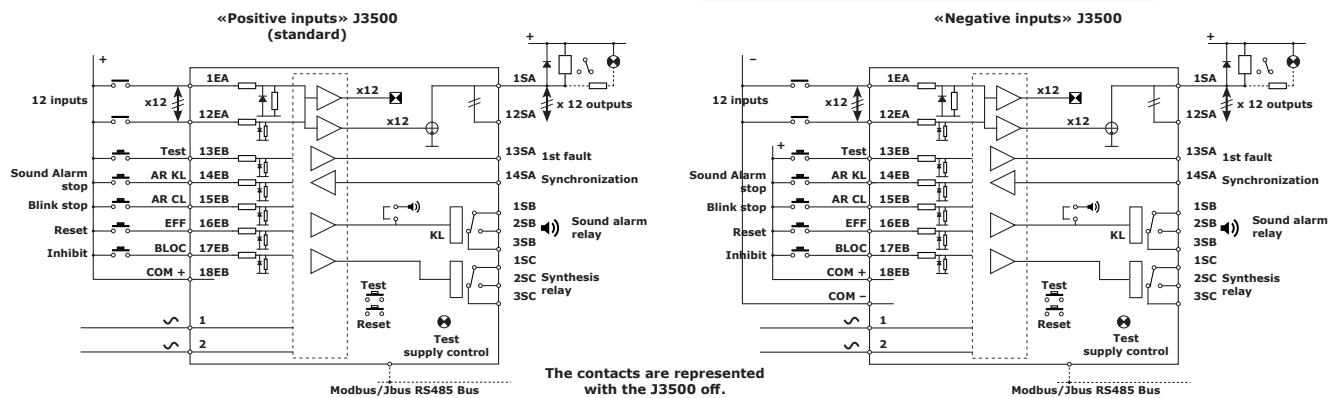 «Positive inputs» J3500
(standard)
+
+
12 inputs
x12
1EA
12EA
x12
x12
1SA
x 12 outputs
12SA
Test
13EB
13SA
1st fault
Sound Alarm
stop
AR KL
14EB
14SA
Synchronization
Blink stop
AR CL
15EB
1SB
Reset
EFF
16EB
KL
2SB
Sound alarm
relay
3SB
Inhibit
BLOC
17EB
1SC
COM +
18EB
2SC
Synthesis
relay
3SC
Test
Reset
1
2
Test
supply control
Modbus/Jbus RS485 Bus
The contacts are represented
with the J3500 off.
«Negative inputs» J3500
–
+
12 inputs
x12
1EA
12EA
x12
x12
1SA
x 12 outputs
12SA
+
Test
13EB
13SA
1st fault
Sound Alarm
stop
AR KL
14EB
14SA
Synchronization
Blink stop
AR CL
15EB
1SB
Reset
EFF
16EB
KL
2SB
Sound alarm
relay
3SB
Inhibit
BLOC
17EB
1SC
COM +
18EB
2SC
Synthesis
relay
COM –
3SC
Test
Reset
1
2
Test
supply control
Modbus/Jbus RS485 Bus